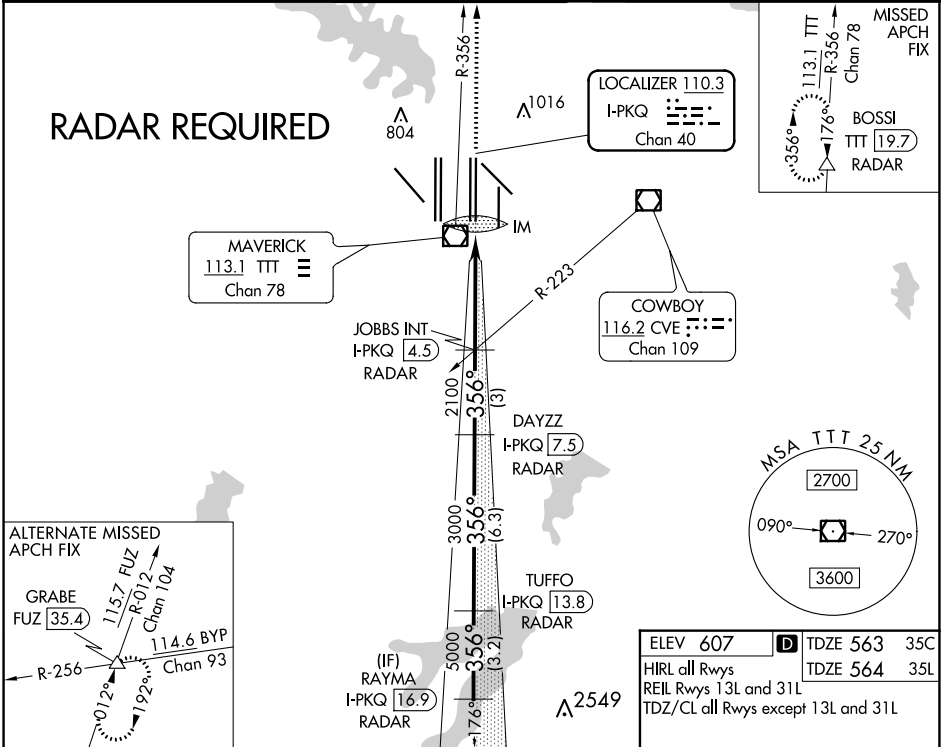 RADAR REQUIRED
R-356
804
1016
LOCALIZER 110.3
I-PKQ
Chan 40
MISSED
APCH
FIX
113.1 TTT
R-356
Chan 78
356°
176°
BOSSI
TTT 19.7
RADAR
IM
MAVERICK
113.1 TTT
Chan 78
R-223
COWBOY
116.2 CVE
Chan 109
JOBBS INT
I-PKQ 4.5
RADAR
2100
356°
(3)
DAYZZ
I-PKQ 7.5
RADAR
3000
356°
(6.3)
TUFFO
I-PKQ 13.8
RADAR
5000
356°
(3.2)
(IF)
RAYMA
I-PKQ 16.9
RADAR
176°
2549
MSA TTT 25 NM
2700
090°
270°
3600
ALTERNATE MISSED
APCH FIX
GRABE
FUZ 35.4
115.7 FUZ
R-012
Chan 104
114.6 BYP
Chan 93
R-256
012°
192°
ELEV 607
D
TDZE 563 35C
TDZE 564 35L
HIRL all Rwys
REIL Rwys 13L and 31L
TDZ/CL all Rwys except 13L and 31L